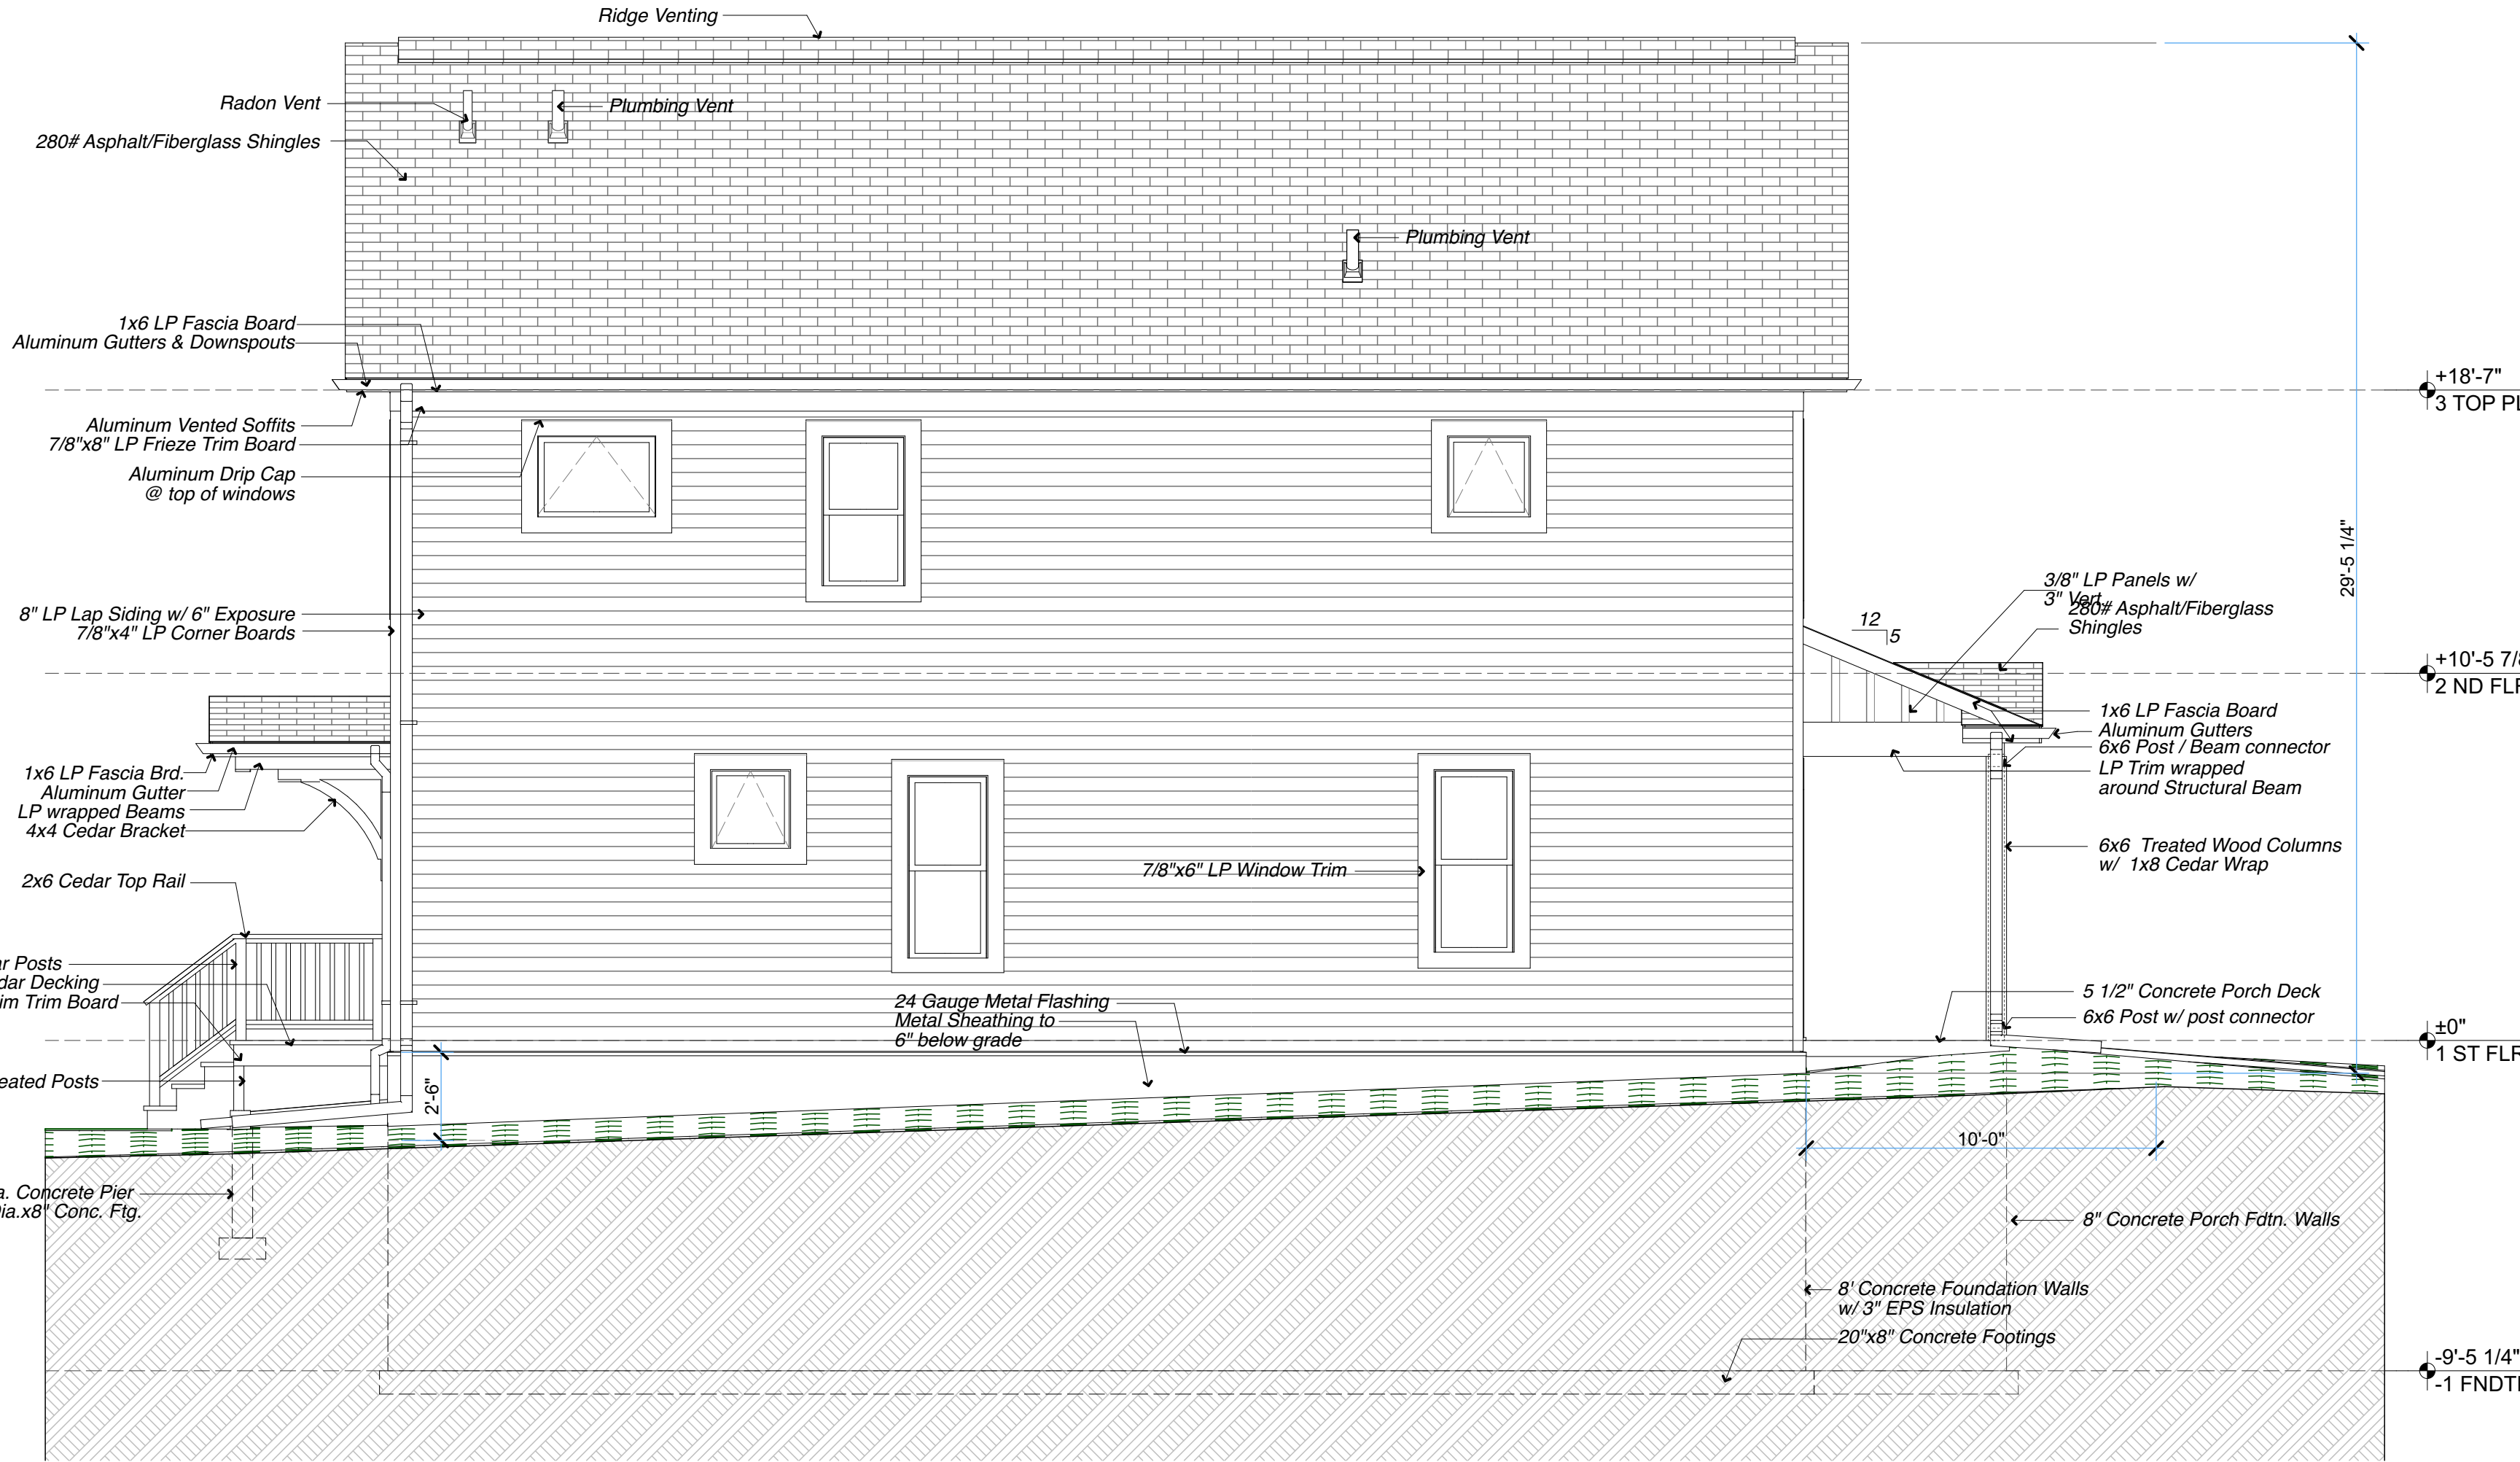 Ridge Venting
Radon Vent
Plumbing Vent
280# Asphalt/Fiberglass Shingles
Plumbing Vent
1x6 LP Fascia Board
Aluminum Gutters & Downspouts
+18'-7"
3 TOP
Aluminum Vented Soffits
7/8"x8" LP Frieze Trim Board
Aluminum Drip Cap
@ top of windows
29'-5 1/4"
3/8" LP Panels w/
3" Vert.
280# Asphalt/Fiberglass
Shingles
8" LP Lap Siding w/ 6" Exposure
7/8"x4" LP Corner Boards
12
5
+10'-5 7/8
2 ND
1x6 LP Fascia Board
Aluminum Gutters
6x6 Post / Beam connector
LP Trim wrapped
around Structural Beam
1x6 LP Fascia Brd.
Aluminum Gutter
LP wrapped Beams
4x4 Cedar Bracket
6x6 Treated Wood Columns
w/ 1x8 Cedar Wrap
7/8"x6" LP Window Trim
2x6 Cedar Top Rail
Posts
Decking
Trim Board
24 Gauge Metal Flashing
Metal Sheathing to
6" below grade
5 1/2" Concrete Porch Deck
6x6 Post w/ post connector
±0"
1 ST FLR
Posts
2'-6"
10'-0"
Concrete Pier
x8" Conc. Ftg.
8" Concrete Porch Fdtn. Walls
8' Concrete Foundation Walls
w/ 3" EPS Insulation
20"x8" Concrete Footings
-9'-5 1/4"
-1